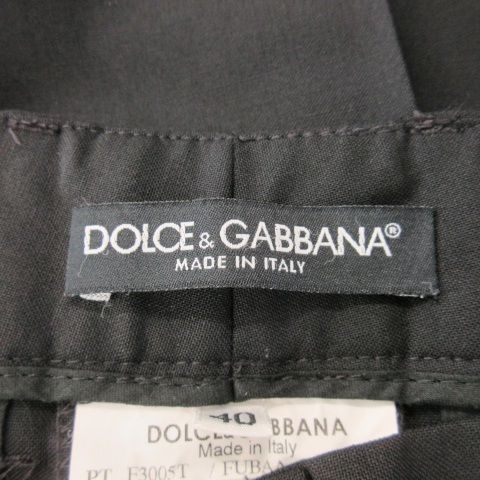 DOLCE & GABBANA®
MADE IN ITALY
40
DOLCE & GABBANA
Made in Italy
PT F3005T / FUBAA